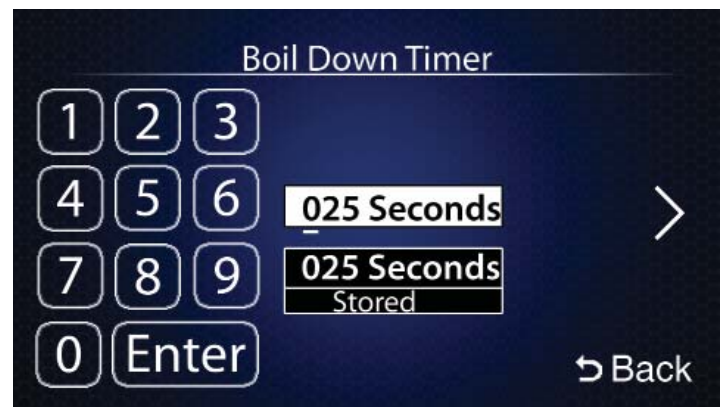 Boil Down Timer
1 2 3
4 5 6
025 Seconds
7 8 9
025 Seconds
Stored
0 Enter
Back